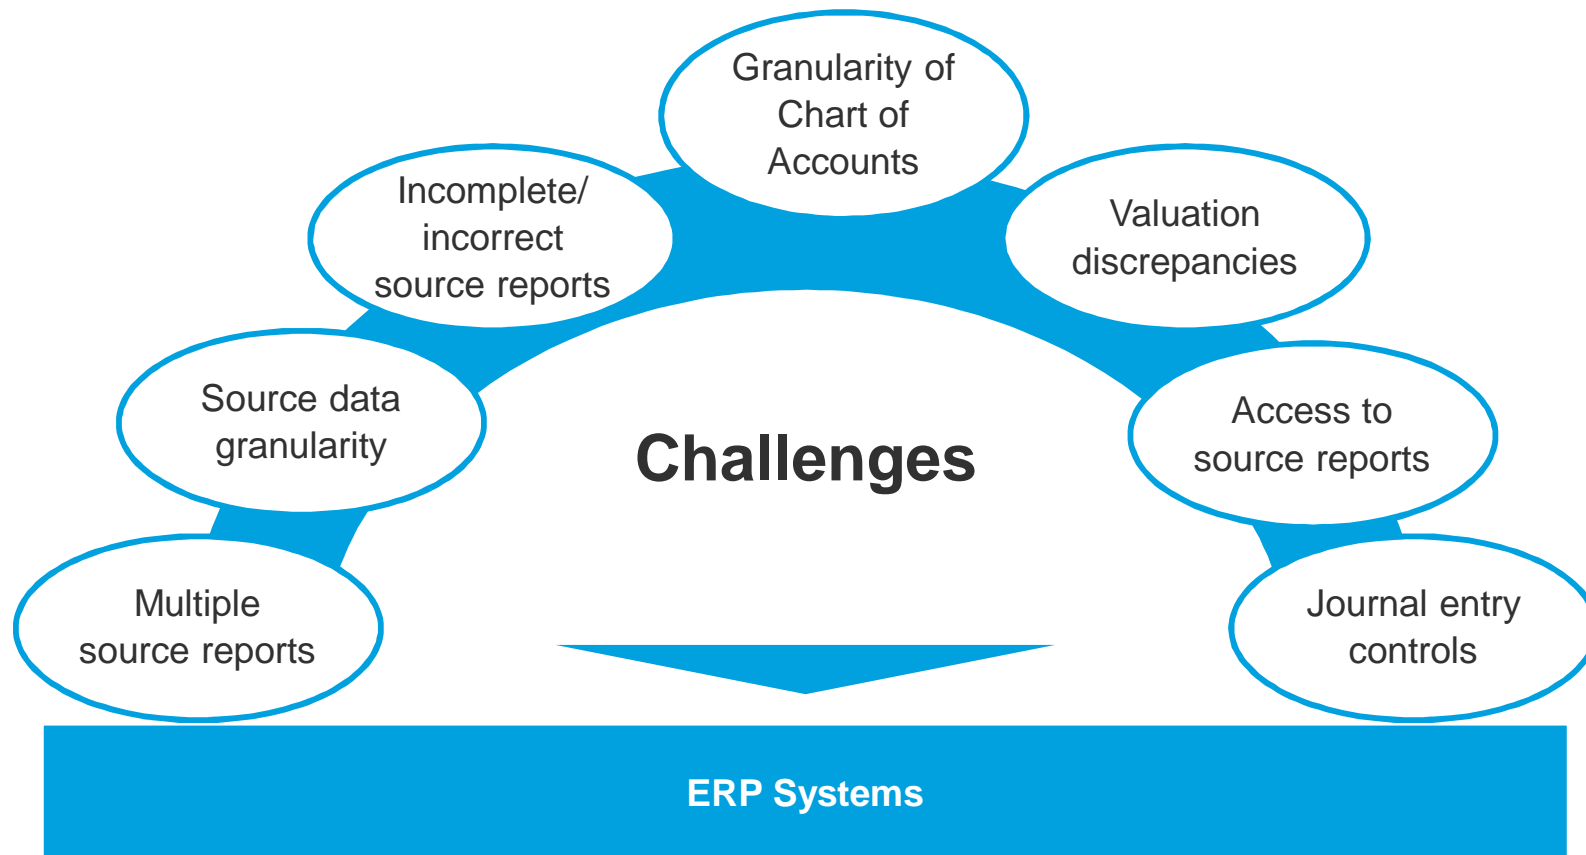 Granularity of
Chart of
Accounts
Incomplete/
incorrect
source reports
Valuation
discrepancies
Source data
granularity
Challenges
Access to
source reports
Multiple
source reports
Journal entry
controls
ERP Systems